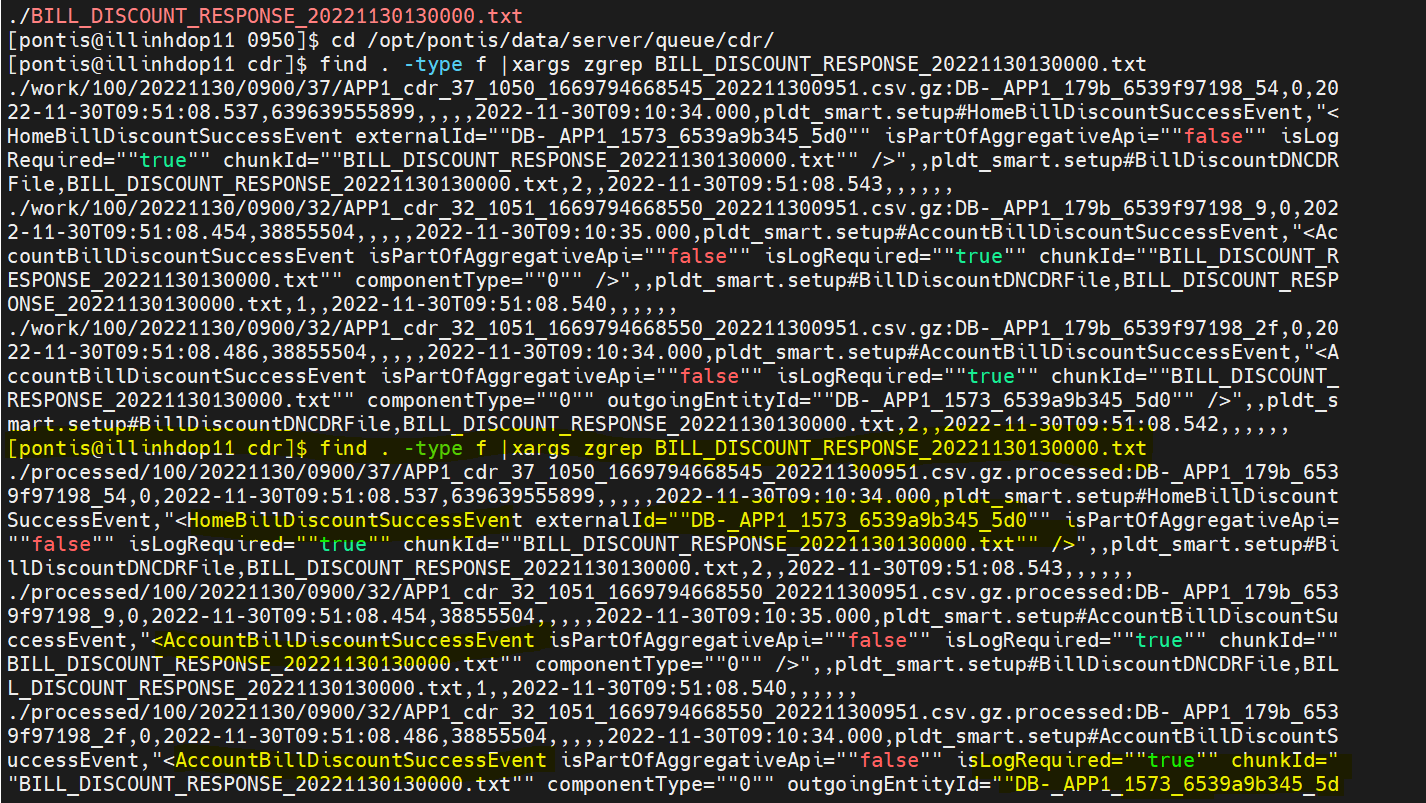 ./BILL_DISCOUNT_RESPONSE_20221130130000.txt
[pontis@illinhdop11 0950]$ cd /opt/pontis/data/server/queue/cdr/
[pontis@illinhdop11 cdr]$ find . -type f |xargs zgrep BILL_DISCOUNT_RESPONSE_20221130130000.txt
./work/100/20221130/0900/37/APP1_cdr_37_1050_1669794668545_202211300951.csv.gz:DB-_APP1_179b_6539f97198_54,0,20
22-11-30T09:51:08.537,639639555899,,,,,2022-11-30T09:10:34.000,pldt_smart.setup#HomeBillDiscountSuccessEvent,"<
HomeBillDiscountSuccessEvent externalId=""DB-_APP1_1573_6539a9b345_5d0"" isPartOfAggregativeApi=""false"" isLog
Required=""true"" chunkId=""BILL_DISCOUNT_RESPONSE_20221130130000.txt"" />",,pldt_smart.setup#BillDiscountDNCDR
File,BILL_DISCOUNT_RESPONSE_20221130130000.txt,2,,2022-11-30T09:51:08.543,,,,,,
./work/100/20221130/0900/32/APP1_cdr_32_1051_1669794668550_202211300951.csv.gz:DB-_APP1_179b_6539f97198_9,0,202
2-11-30T09:51:08.454,38855504,,,,,2022-11-30T09:10:35.000,pldt_smart.setup#AccountBillDiscountSuccessEvent,"<Ac
countBillDiscountSuccessEvent isPartOfAggregativeApi=""false"" isLogRequired=""true"" chunkId=""BILL_DISCOUNT_R
ESPONSE_20221130130000.txt"" componentType=""0"" />",,pldt_smart.setup#BillDiscountDNCDRFile,BILL_DISCOUNT_RESP
ONSE_20221130130000.txt,1,,2022-11-30T09:51:08.540,,,,,,
./work/100/20221130/0900/32/APP1_cdr_32_1051_1669794668550_202211300951.csv.gz:DB-_APP1_179b_6539f97198_2f,0,20
22-11-30T09:51:08.486,38855504,,,,,2022-11-30T09:10:34.000,pldt_smart.setup#AccountBillDiscountSuccessEvent,"<A
ccountBillDiscountSuccessEvent isPartOfAggregativeApi=""false"" isLogRequired=""true"" chunkId=""BILL_DISCOUNT_
RESPONSE_20221130130000.txt"" componentType=""0"" outgoingEntityId=""DB-_APP1_1573_6539a9b345_5d0"" />",,pldt_s
mart.setup#BillDiscountDNCDRFile,BILL_DISCOUNT_RESPONSE_20221130130000.txt,2,,2022-11-30T09:51:08.542,,,,,,
[pontis@illinhdop11 cdr]$ find . -type f |xargs zgrep BILL_DISCOUNT_RESPONSE_20221130130000.txt
./processed/100/20221130/0900/37/APP1_cdr_37_1050_1669794668545_202211300951.csv.gz.processed:DB-_APP1_179b_653
9f97198_54,0,2022-11-30T09:51:08.537,639639555899,,,,,2022-11-30T09:10:34.000,pldt_smart.setup#HomeBillDiscount
SuccessEvent,"<HomeBillDiscountSuccessEvent externalId=""DB-_APP1_1573_6539a9b345_5d0"" isPartOfAggregativeApi=
""false"" isLogRequired=""true"" chunkId=""BILL_DISCOUNT_RESPONSE_20221130130000.txt"" />",,pldt_smart.setup#Bi
llDiscountDNCDRFile,BILL_DISCOUNT_RESPONSE_20221130130000.txt,2,,2022-11-30T09:51:08.543,,,,,,
./processed/100/20221130/0900/32/APP1_cdr_32_1051_1669794668550_202211300951.csv.gz.processed:DB-_APP1_179b_653
9f97198_9,0,2022-11-30T09:51:08.454,38855504,,,,,2022-11-30T09:10:35.000,pldt_smart.setup#AccountBillDiscountSu
ccessEvent,"<AccountBillDiscountSuccessEvent isPartOfAggregativeApi=""false"" isLogRequired=""true"" chunkId=""
BILL_DISCOUNT_RESPONSE_20221130130000.txt"" componentType=""0"" />",,pldt_smart.setup#BillDiscountDNCDRFile,BIL
L_DISCOUNT_RESPONSE_20221130130000.txt,1,,2022-11-30T09:51:08.540,,,,,,
./processed/100/20221130/0900/32/APP1_cdr_32_1051_1669794668550_202211300951.csv.gz.processed:DB-_APP1_179b_653
9f97198_2f,0,2022-11-30T09:51:08.486,38855504,,,,,2022-11-30T09:10:34.000,pldt_smart.setup#AccountBillDiscountS
uccessEvent,"<AccountBillDiscountSuccessEvent isPartOfAggregativeApi=""false"" isLogRequired=""true"" chunkId="
"BILL_DISCOUNT_RESPONSE_20221130130000.txt"" componentType=""0"" outgoingEntityId=""DB-_APP1_1573_6539a9b345_5d